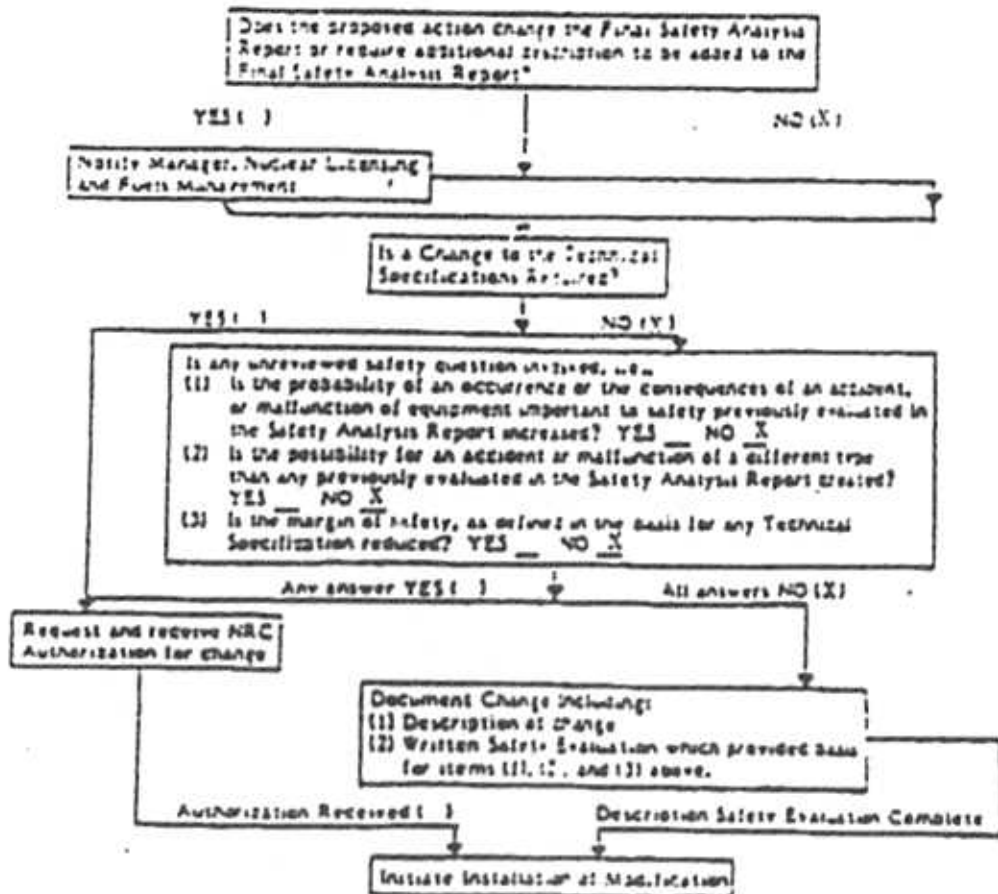 Does the proposed action change the Final Safety Analysis
Report or require additional description to be added to the
Final Safety Analysis Report?
YES ( ) NO (X)
Notify Manager, Nuclear Licensing
and Fuels Management
Is a Change to the Technical
Specifications Required?
YES ( ) NO (X)
Is any unreviewed safety question involved, i.e.,
(1) Is the probability of an occurrence or the consequences of an accident,
or malfunction of equipment important to safety previously evaluated in
the Safety Analysis Report increased? YES __ NO X
(2) Is the possibility for an accident or malfunction of a different type
than any previously evaluated in the Safety Analysis Report created?
YES __ NO X
(3) Is the margin of safety, as defined in the basis for any Technical
Specification reduced? YES __ NO X
Any answer YES ( ) All answers NO (X)
Request and receive NRC
Authorization for change
Document Change Including:
(1) Description of change
(2) Written Safety Evaluation which provided basis
for items (1), (2), and (3) above.
Authorization Received ( ) Description Safety Evaluation Complete
Initiate Installation of Modification